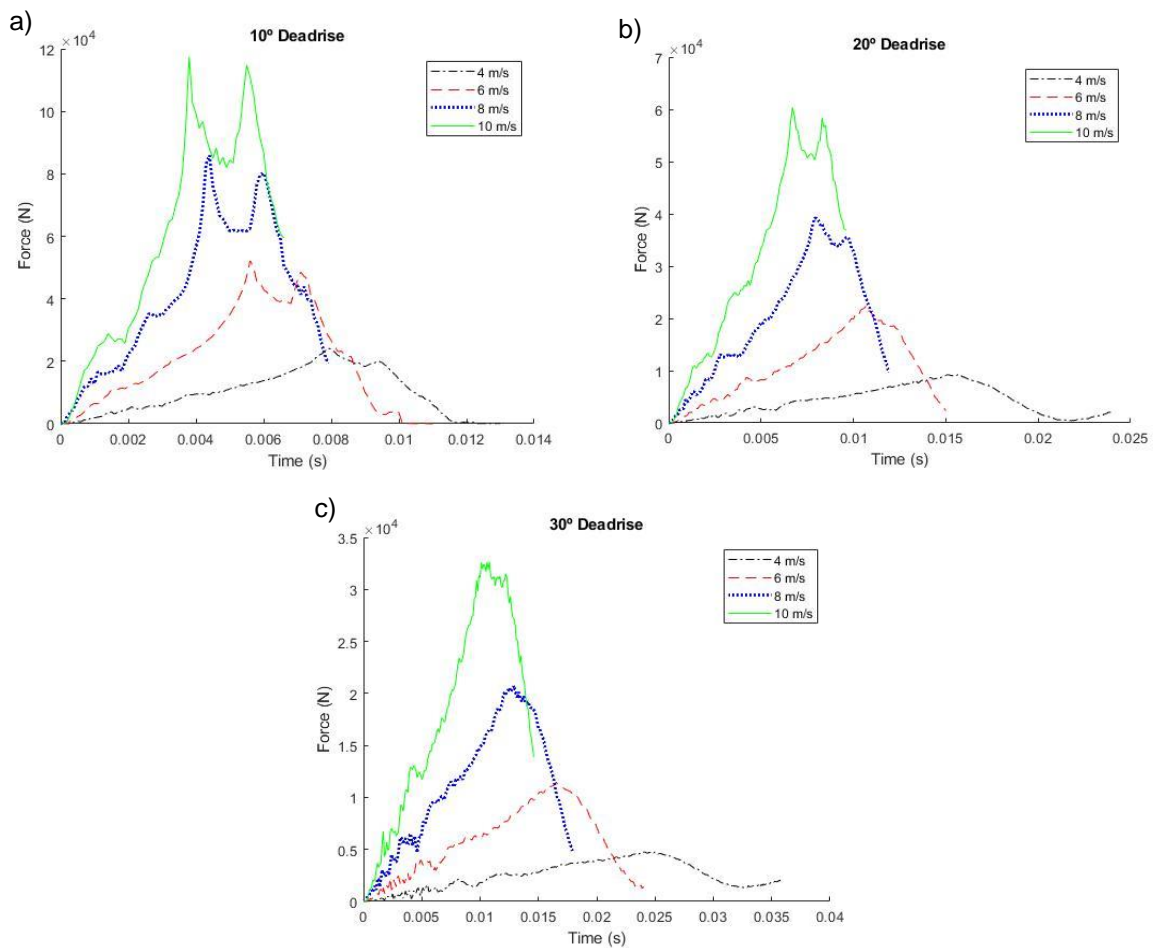 a)
10º Deadrise
× 10⁴
12
10
8
6
4
2
0
Force (N)
0 0.002 0.004 0.006 0.008 0.01 0.012 0.014
Time (s)
4 m/s
6 m/s
8 m/s
10 m/s
b)
20º Deadrise
× 10⁴
7
6
5
4
3
2
1
0
Force (N)
0 0.005 0.01 0.015 0.02 0.025
Time (s)
4 m/s
6 m/s
8 m/s
10 m/s
c)
30º Deadrise
× 10⁴
3.5
3
2.5
2
1.5
1
0.5
0
Force (N)
0 0.005 0.01 0.015 0.02 0.025 0.03 0.035 0.04
Time (s)
4 m/s
6 m/s
8 m/s
10 m/s